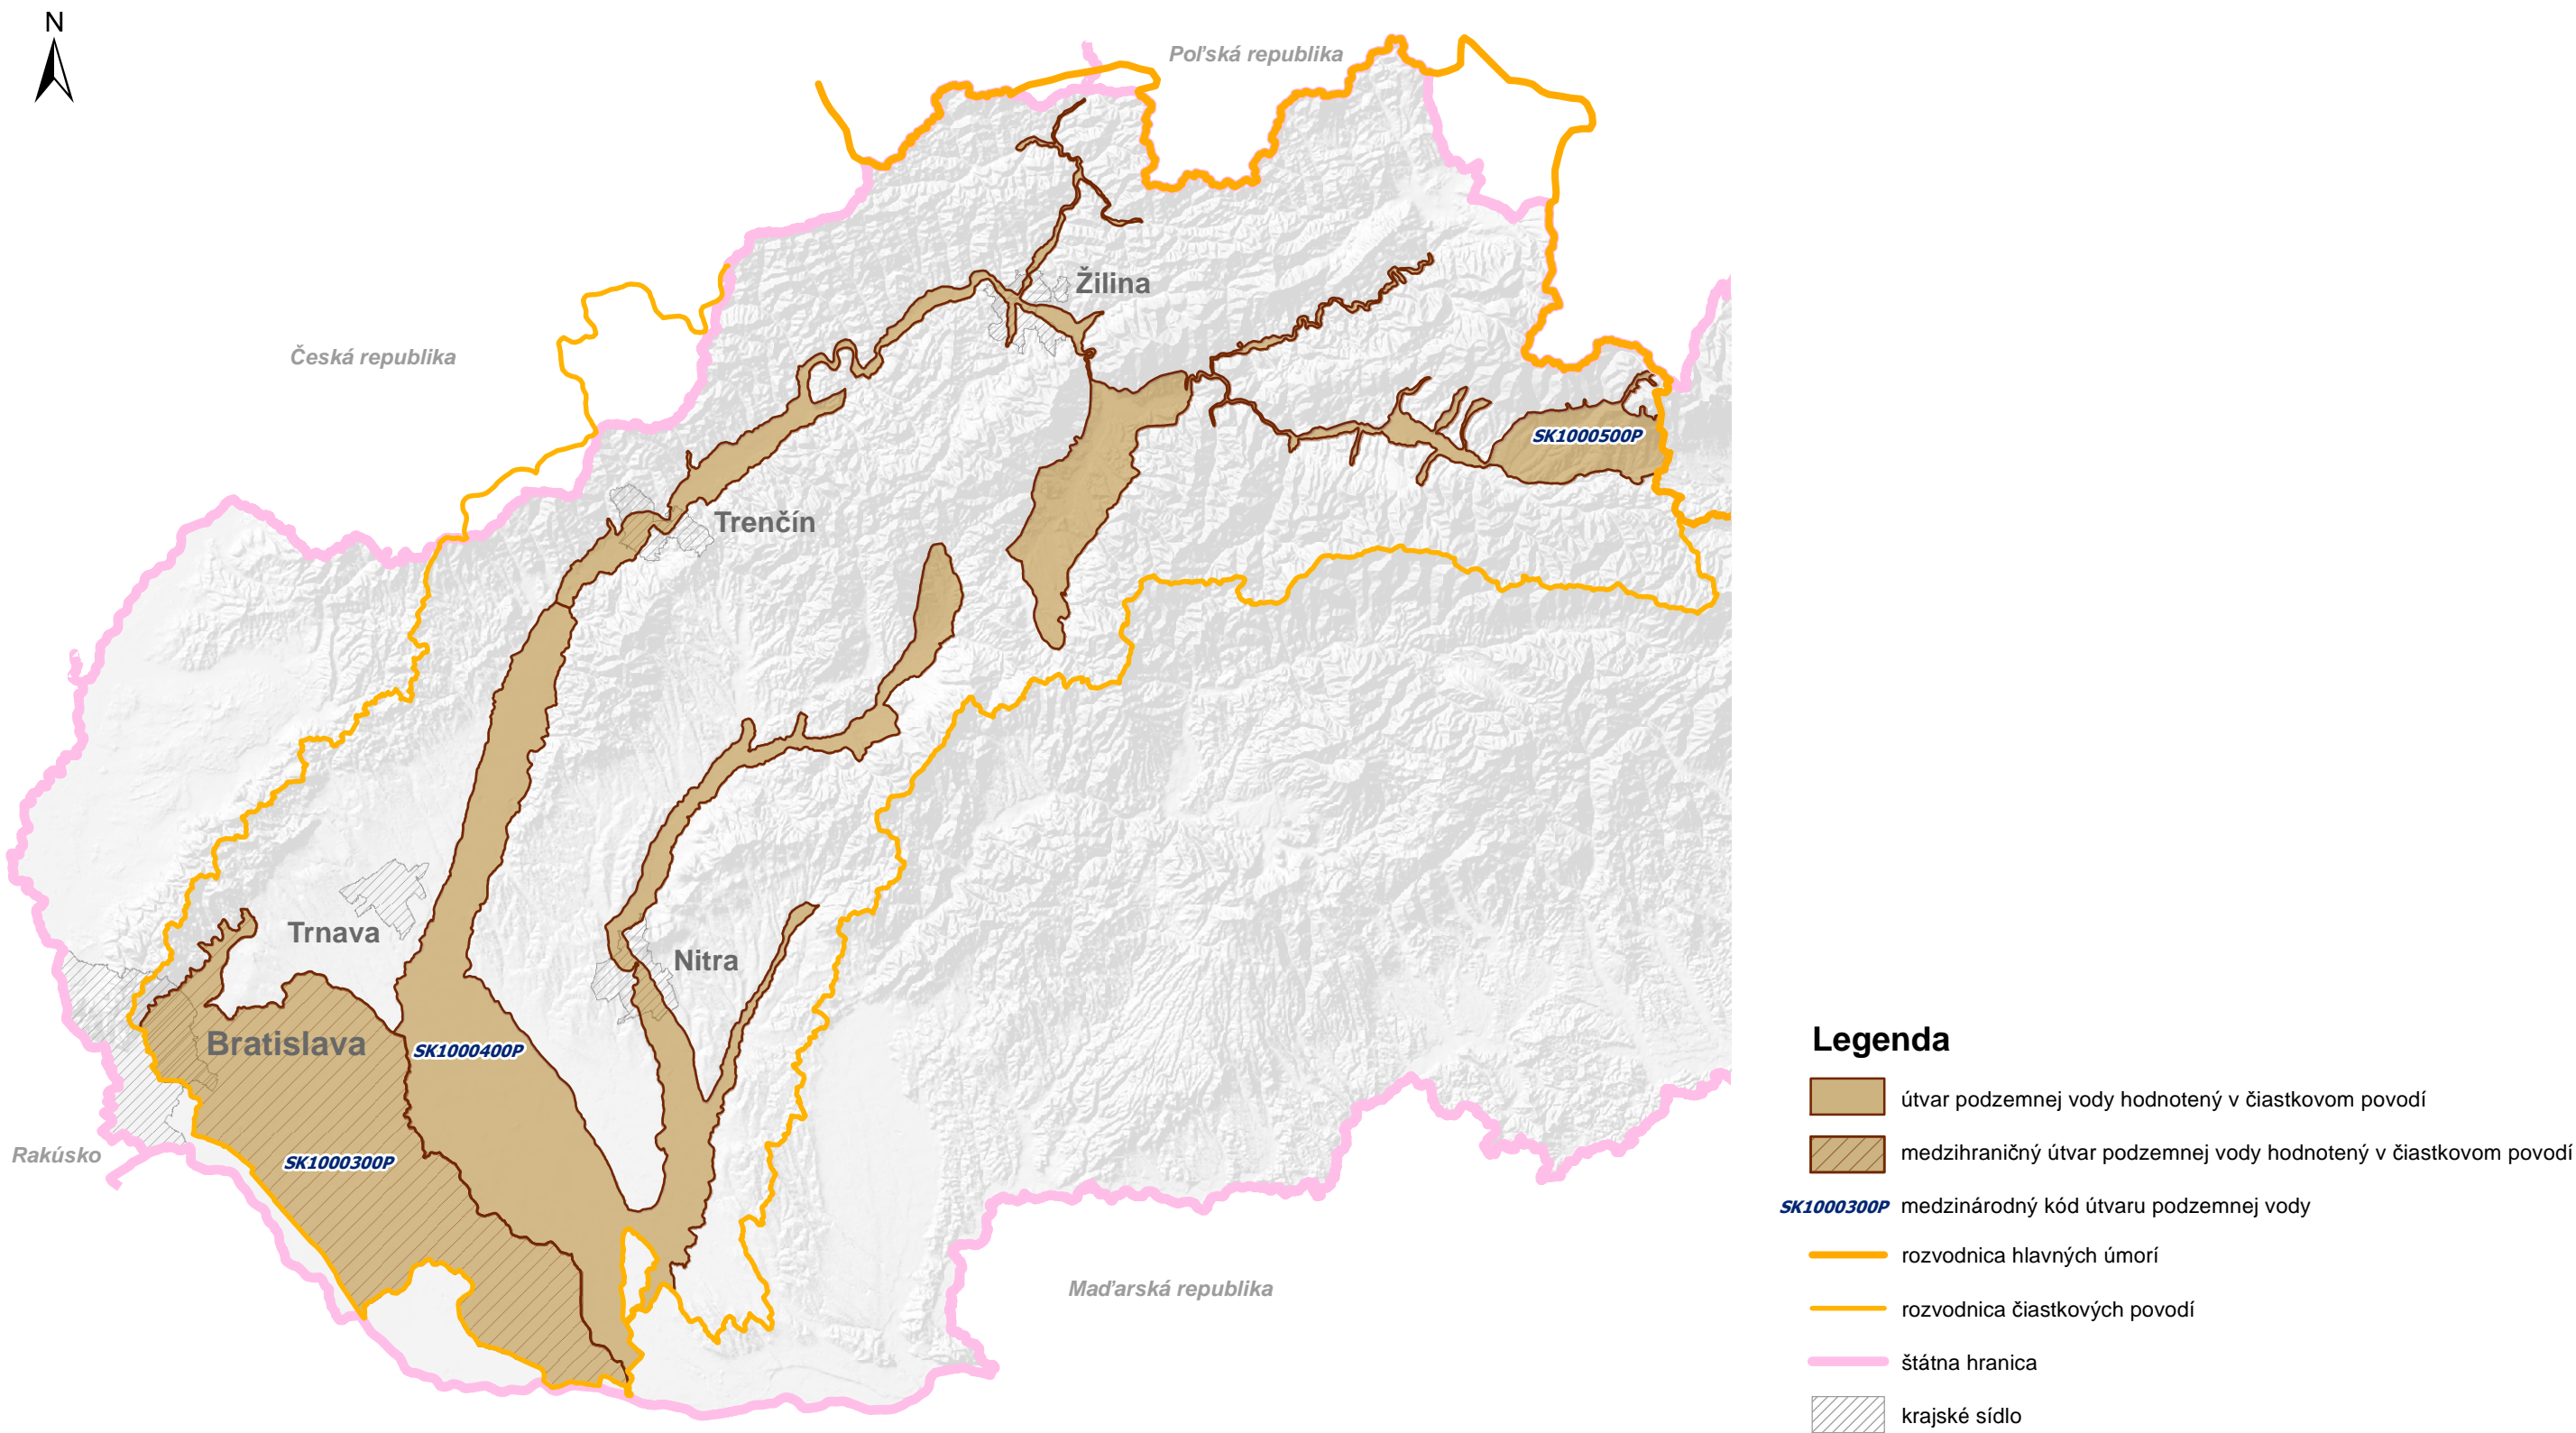 N
Poľská republika
Žilina
Česká republika
SK1000500P
Trenčín
Trnava
Nitra
Bratislava
SK1000400P
Rakúsko
SK1000300P
Maďarská republika
Legenda
útvar podzemnej vody hodnotený v čiastkovom povodí
medzihraničný útvar podzemnej vody hodnotený v čiastkovom povodí
SK1000300P medzinárodný kód útvaru podzemnej vody
rozvodnica hlavných úmorí
rozvodnica čiastkových povodí
štátna hranica
krajské sídlo